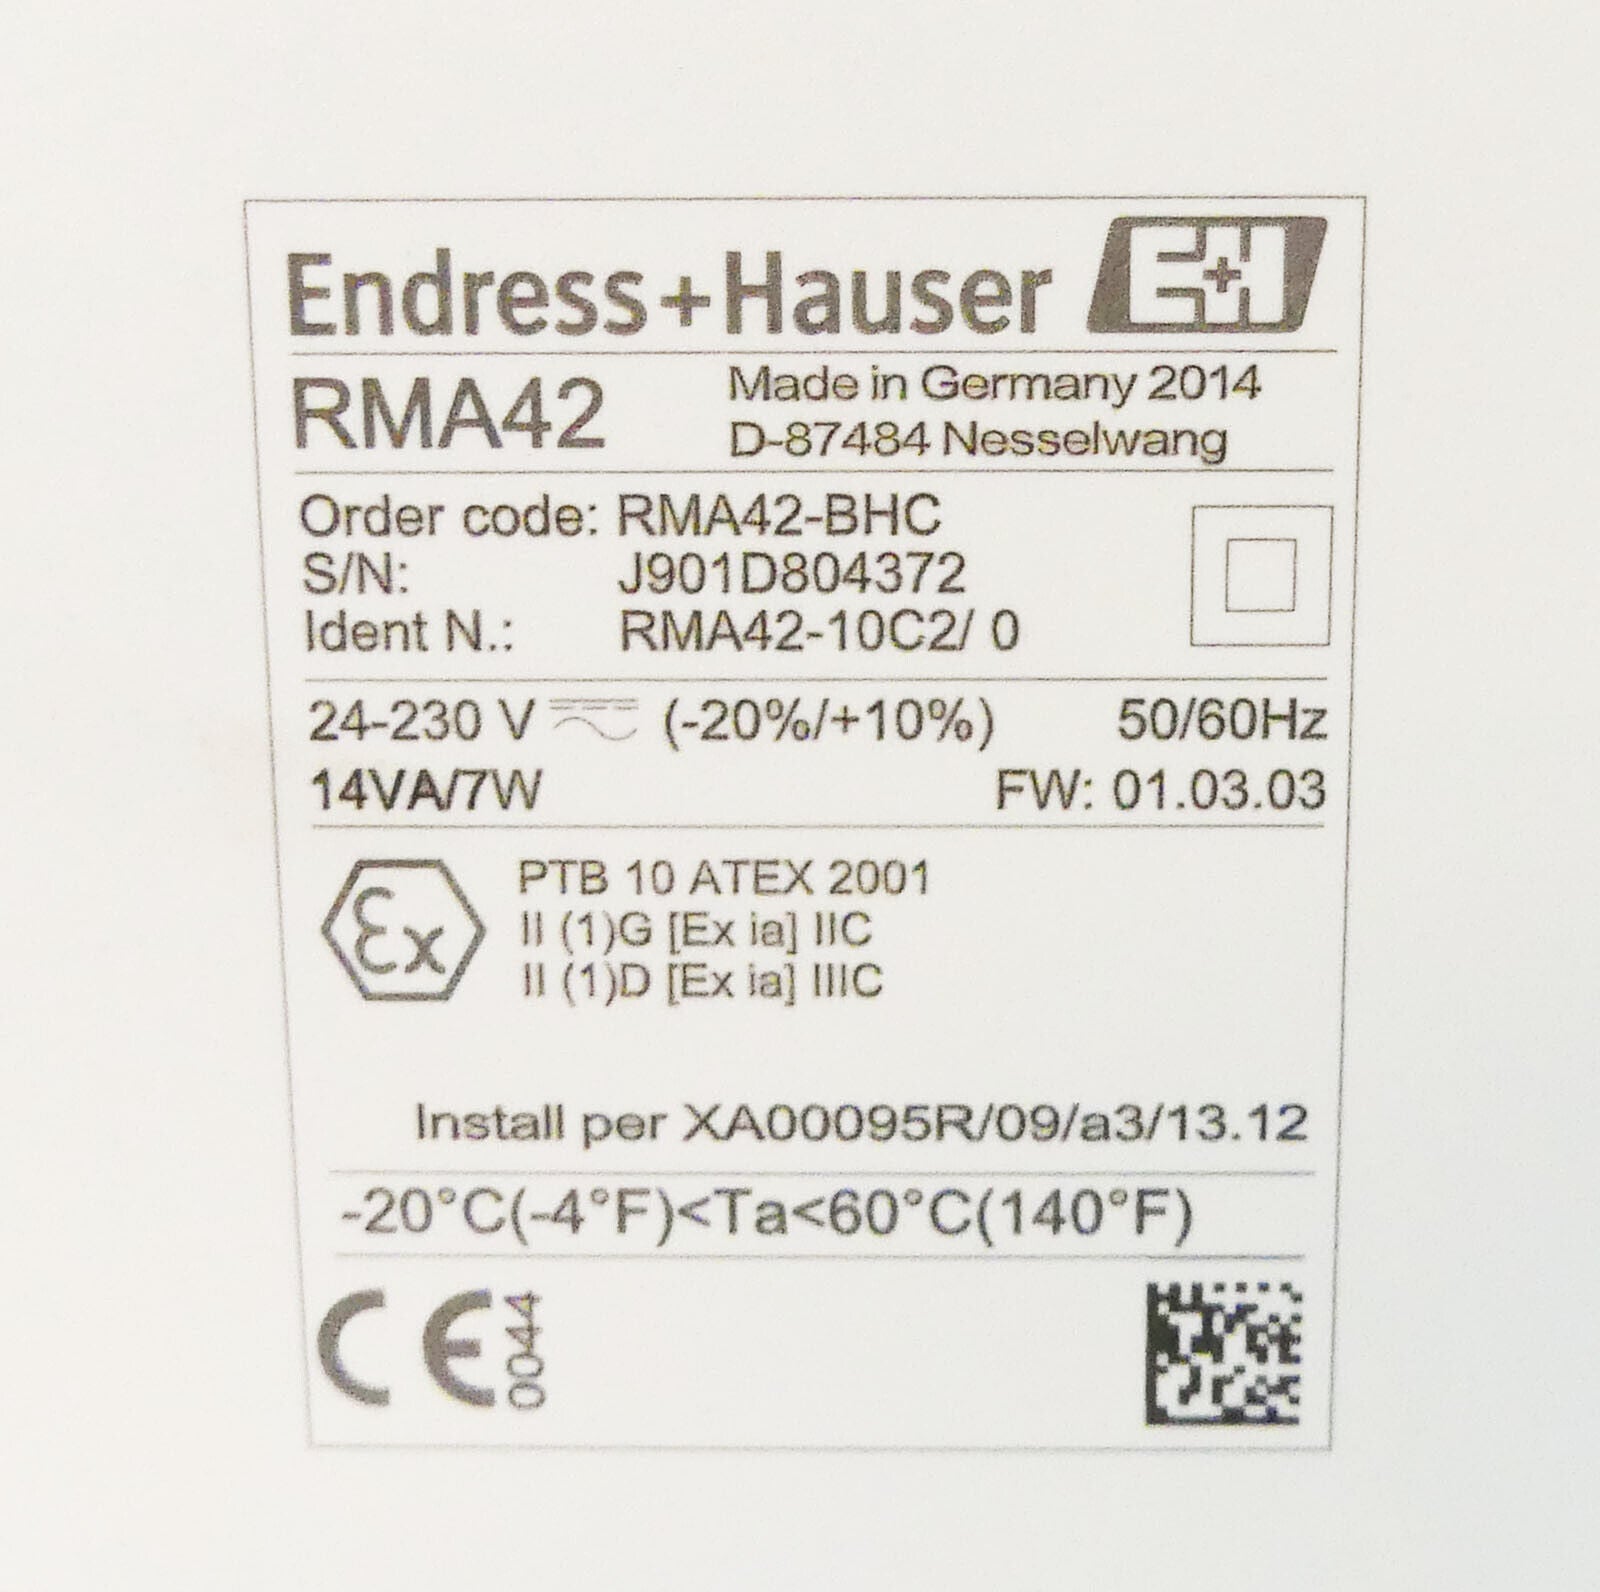 Endress+Hauser E+H
RMA42
Made in Germany 2014
D-87484 Nesselwang
Order code: RMA42-BHC
S/N: J901D804372
Ident N.: RMA42-10C2/ 0
24-230 V (-20%/+10%) 50/60Hz
14VA/7W FW: 01.03.03
Ex
PTB 10 ATEX 2001
II (1)G [Ex ia] IIC
II (1)D [Ex ia] IIIC
Install per XA00095R/09/a3/13.12
-20°C(-4°F)<Ta<60°C(140°F)
CE 0044